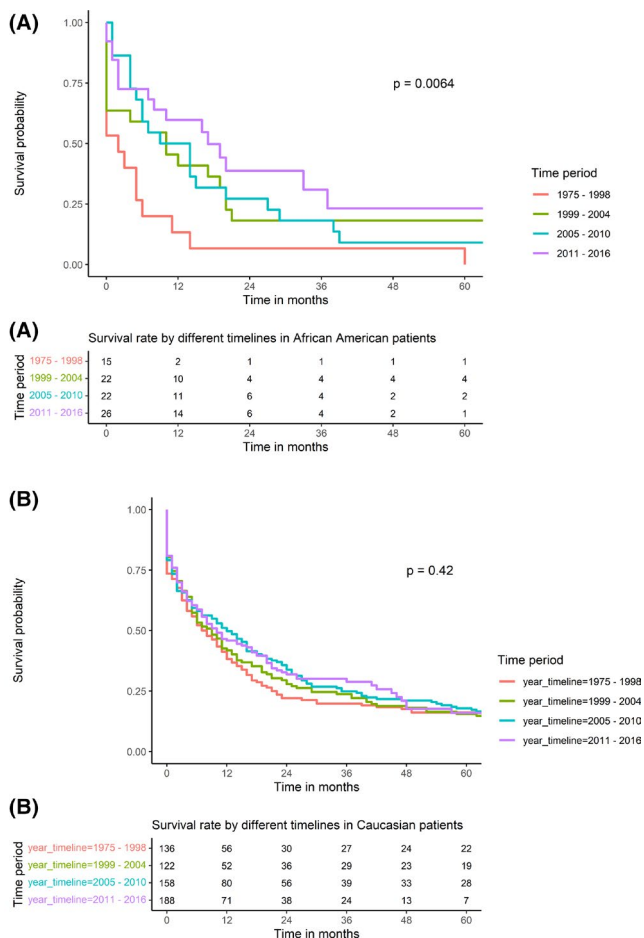 (A)
1.00
0.75
0.50
0.25
0.00
Survival probability
p = 0.0064
0 12 24 36 48 60
Time in months
Time period
1975 - 1998
1999 - 2004
2005 - 2010
2011 - 2016
(A)
Survival rate by different timelines in African American patients
Time period
1975 - 1998 15 2 1 1 1 1
1999 - 2004 22 10 4 4 4 4
2005 - 2010 22 11 6 4 2 2
2011 - 2016 26 14 6 4 2 1
0 12 24 36 48 60
Time in months
(B)
1.00
0.75
0.50
0.25
0.00
Survival probability
p = 0.42
0 12 24 36 48 60
Time in months
Time period
year_timeline=1975 - 1998
year_timeline=1999 - 2004
year_timeline=2005 - 2010
year_timeline=2011 - 2016
(B)
Survival rate by different timelines in Caucasian patients
Time period
year_timeline=1975 - 1998 136 56 30 27 24 22
year_timeline=1999 - 2004 122 52 36 29 23 19
year_timeline=2005 - 2010 158 80 56 39 33 28
year_timeline=2011 - 2016 188 71 38 24 13 7
0 12 24 36 48 60
Time in months